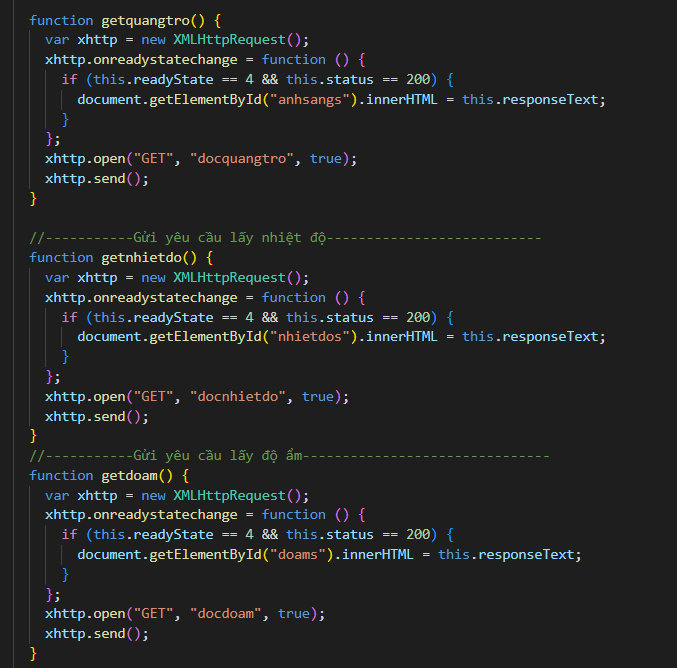 function getquangtro() {
var xhttp = new XMLHttpRequest();
xhttp.onreadystatechange = function () {
if (this.readyState == 4 && this.status == 200) {
document.getElementById("anhsangs").innerHTML = this.responseText;
}
};
xhttp.open("GET", "docquangtro", true);
xhttp.send();
}
//-----------Gửi yêu cầu lấy nhiệt độ---------------------------
function getnhietdo() {
var xhttp = new XMLHttpRequest();
xhttp.onreadystatechange = function () {
if (this.readyState == 4 && this.status == 200) {
document.getElementById("nhietdos").innerHTML = this.responseText;
}
};
xhttp.open("GET", "docnhietdo", true);
xhttp.send();
}
//-----------Gửi yêu cầu lấy độ ẩm-------------------------------
function getdoam() {
var xhttp = new XMLHttpRequest();
xhttp.onreadystatechange = function () {
if (this.readyState == 4 && this.status == 200) {
document.getElementById("doams").innerHTML = this.responseText;
}
};
xhttp.open("GET", "docdoam", true);
xhttp.send();
}